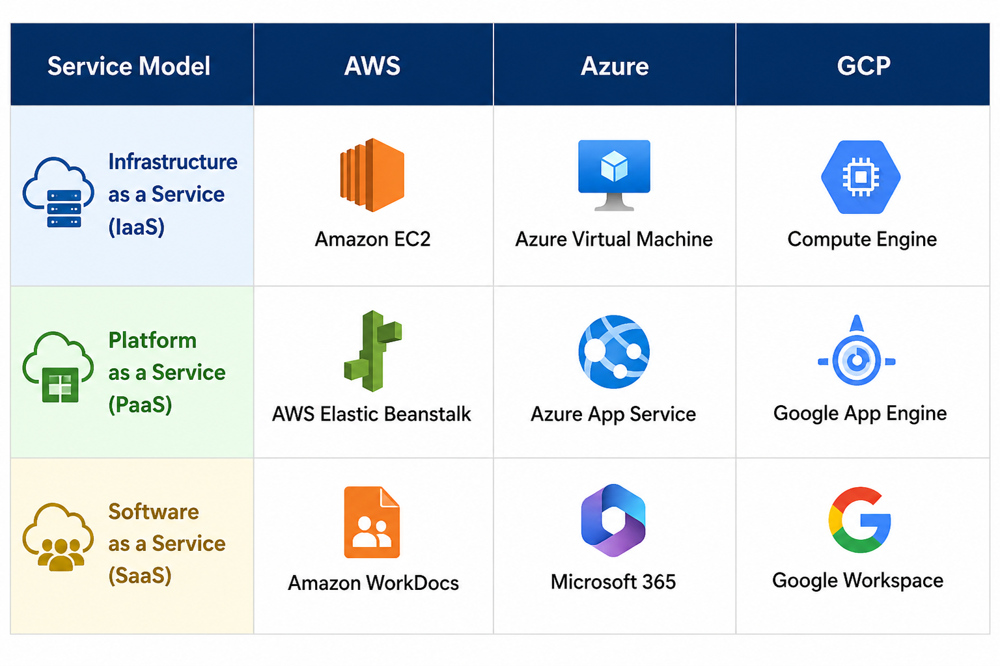 Service Model
AWS
Azure
GCP
Infrastructure
as a Service
(IaaS)
Amazon EC2
Azure Virtual Machine
Compute Engine
Platform
as a Service
(PaaS)
AWS Elastic Beanstalk
Azure App Service
Google App Engine
Software
as a Service
(SaaS)
Amazon WorkDocs
Microsoft 365
Google Workspace